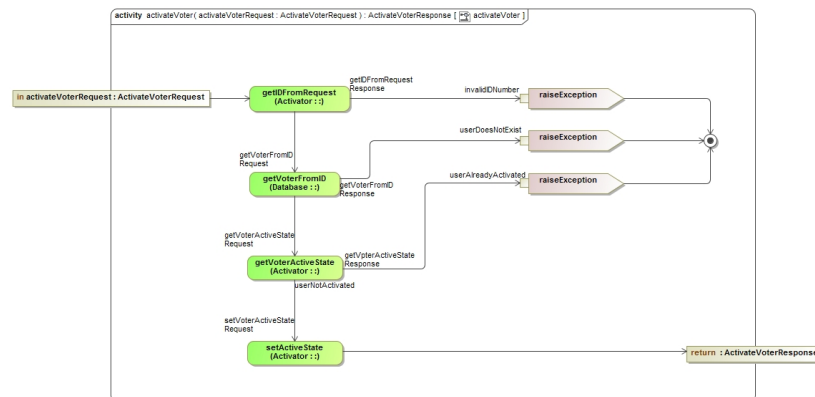 activity activateVoter( activateVoterRequest : ActivateVoterRequest ) : ActivateVoterResponse [ activateVoter ]
in activateVoterRequest : ActivateVoterRequest
getIDFromRequest
(Activator : :)
getIDFromRequest
Response
invalidIDNumber
raiseException
userDoesNotExist
raiseException
getVoterFromID
Request
getVoterFromID
(Database : :)
getVoterFromID
Response
userAlreadyActivated
raiseException
getVoterActiveState
Request
getVoterActiveState
(Activator : :)
getVpterActiveState
Response
userNotActivated
setVoterActiveState
Request
setActiveState
(Activator : :)
return : ActivateVoterResponse